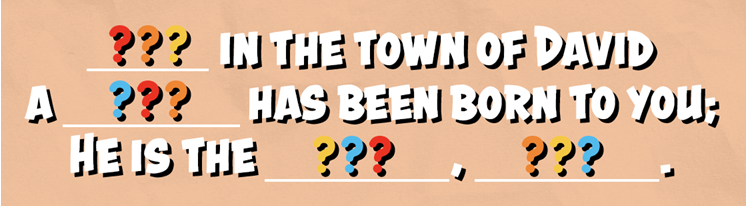 ??? IN THE TOWN OF DAVID
A ??? HAS BEEN BORN TO YOU;
HE IS THE ???, ???.